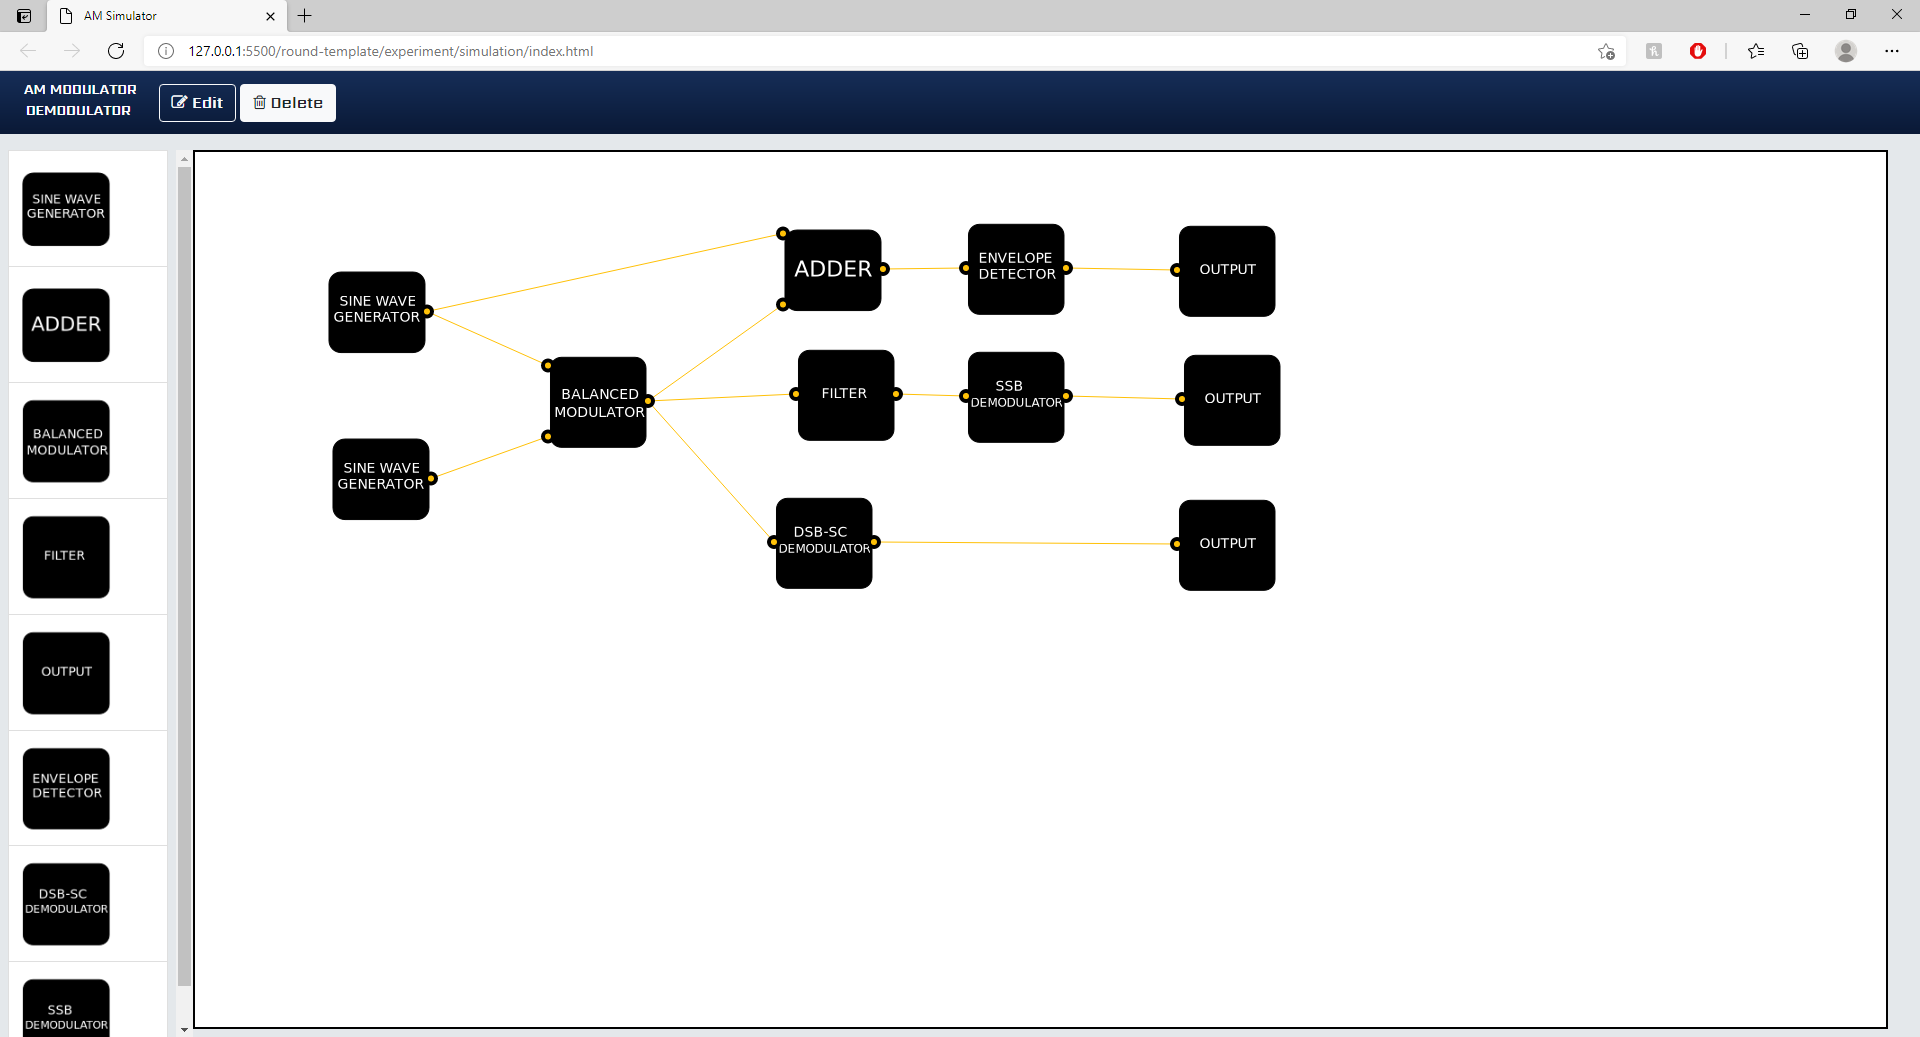 AM Simulator
127.0.0.1:5500/round-template/experiment/simulation/index.html
AM MODULATOR
DEMODULATOR
Edit
Delete
SINE WAVE
GENERATOR
ADDER
BALANCED
MODULATOR
FILTER
OUTPUT
ENVELOPE
DETECTOR
DSB-SC
DEMODULATOR
SSB
DEMODULATOR
SINE WAVE
GENERATOR
SINE WAVE
GENERATOR
BALANCED
MODULATOR
ADDER
ENVELOPE
DETECTOR
OUTPUT
FILTER
SSB
DEMODULATOR
OUTPUT
DSB-SC
DEMODULATOR
OUTPUT